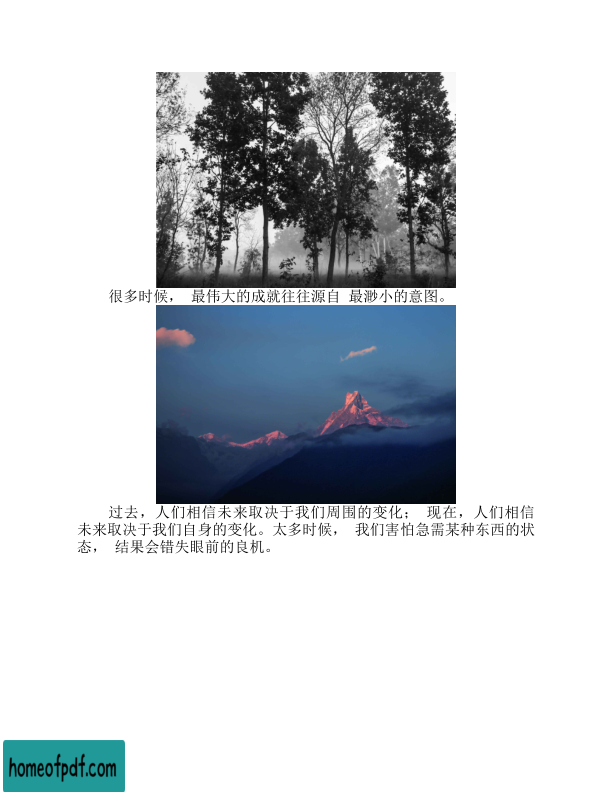 很多时候， 最伟大的成就往往源自 最渺小的意图。
过去，人们相信未来取决于我们周围的变化； 现在，人们相信
未来取决于我们自身的变化。太多时候， 我们害怕急需某种东西的状
态， 结果会错失眼前的良机。
homeofpdf.com